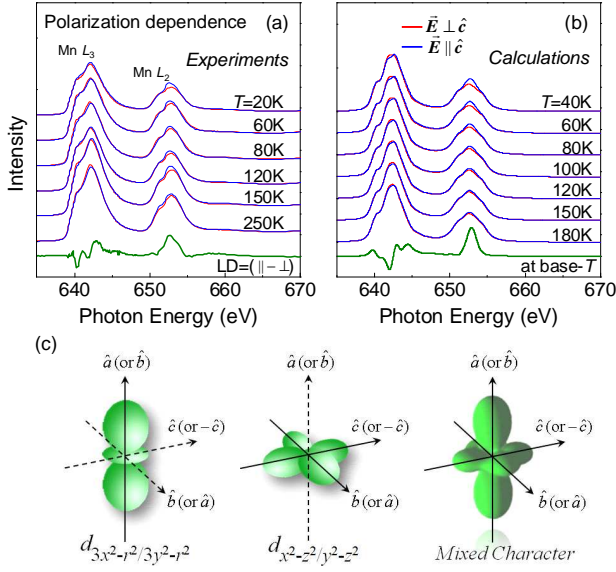 Polarization dependence
(a)
Mn L3
Mn L2
Experiments
T=20K
60K
80K
120K
150K
250K
LD=(∥−⊥)
Intensity
640 650 660 670
Photon Energy (eV)
(b)
E⃗ ⊥ ĉ
E⃗ ∥ ĉ
Calculations
T=40K
60K
80K
100K
120K
150K
180K
at base-T
640 650 660 670
Photon Energy (eV)
(c)
â (or b̂)
ĉ (or −ĉ)
b̂ (or â)
d3x²-r²/3y²-r²
â (or b̂)
ĉ (or −ĉ)
b̂ (or â)
dx²-z²/y²-z²
â (or b̂)
ĉ (or −ĉ)
b̂ (or â)
Mixed Character